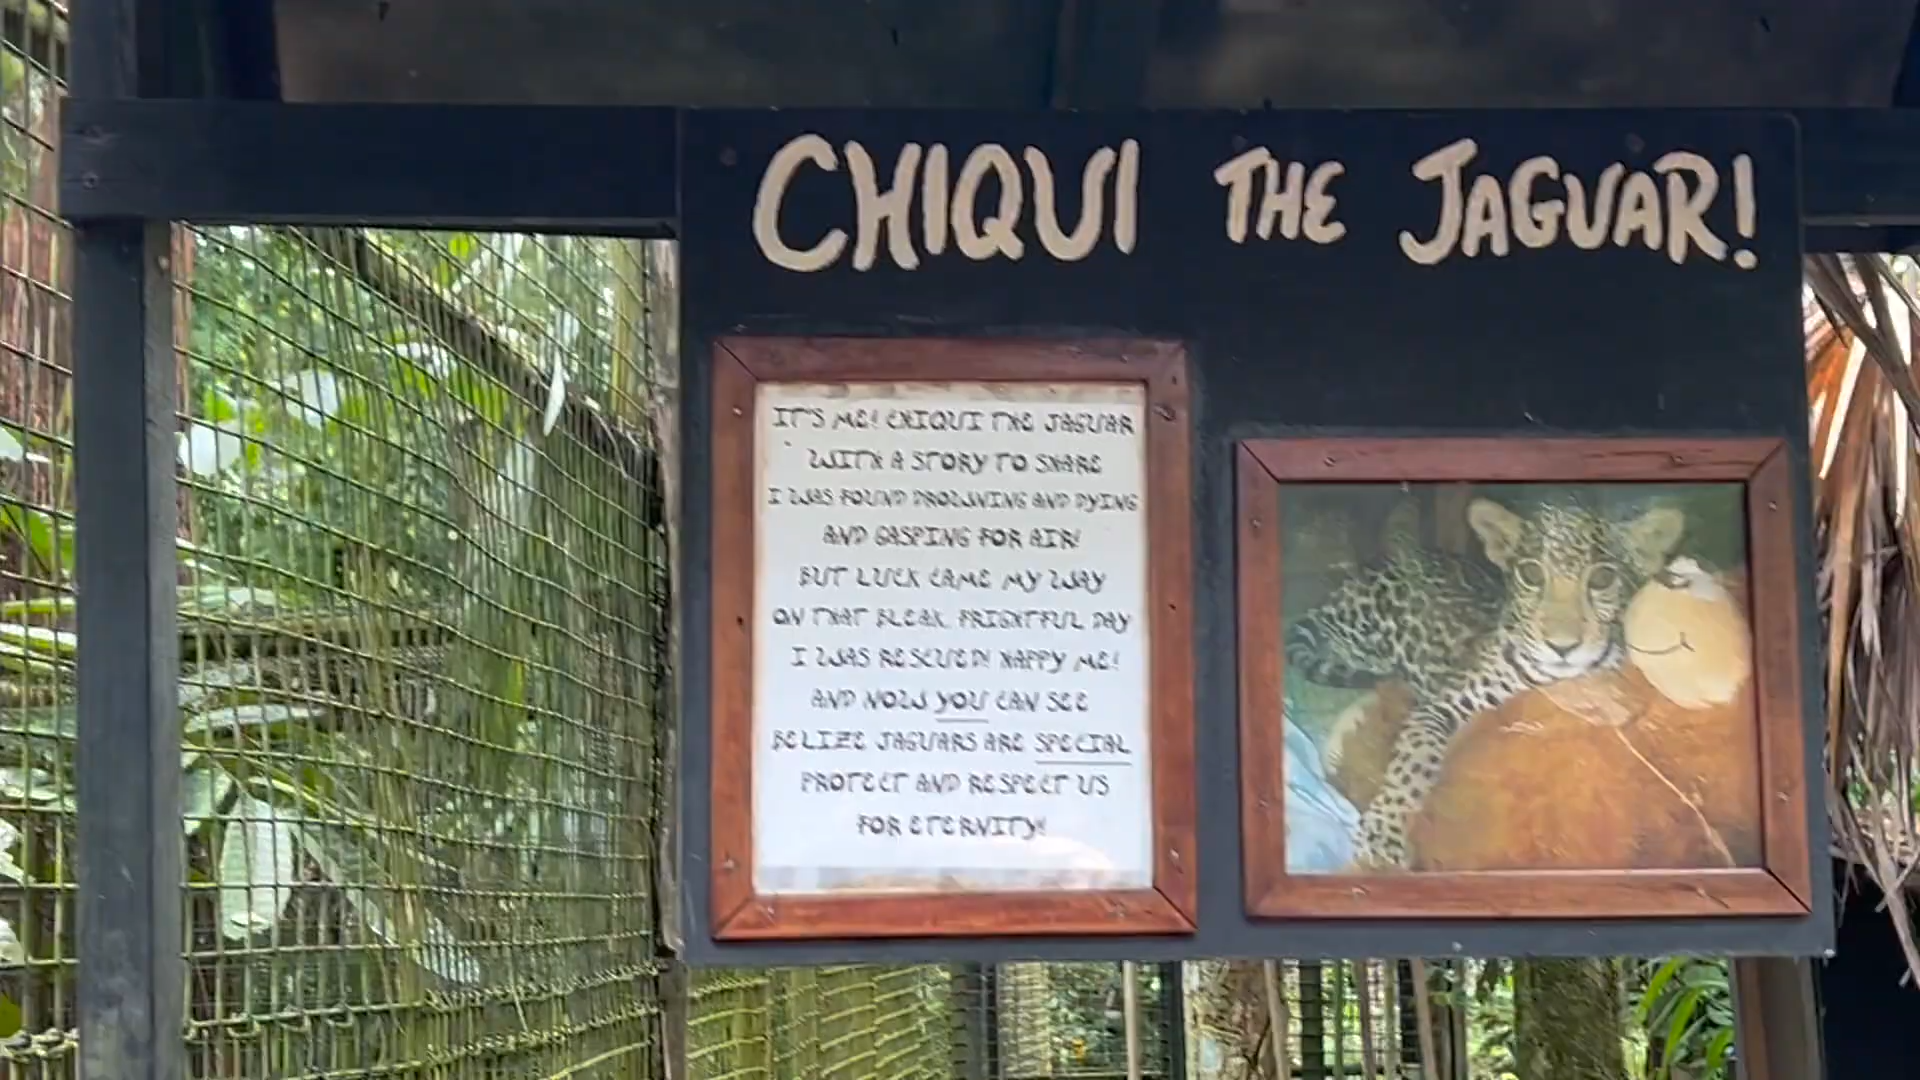 CHIQUI THE JAGUAR!
IT'S ME! CHIQUI THE JAGUAR
WITH A STORY TO SHARE
I WAS FOUND DROWNING AND DYING
AND GASPING FOR AIR!
BUT LUCK CAME MY WAY
ON THAT BLEAK, FRIGHTFUL DAY
I WAS RESCUED! HAPPY ME!
AND NOW YOU CAN SEE
BELIZE JAGUARS ARE SPECIAL
PROTECT AND RESPECT US
FOR ETERNITY!